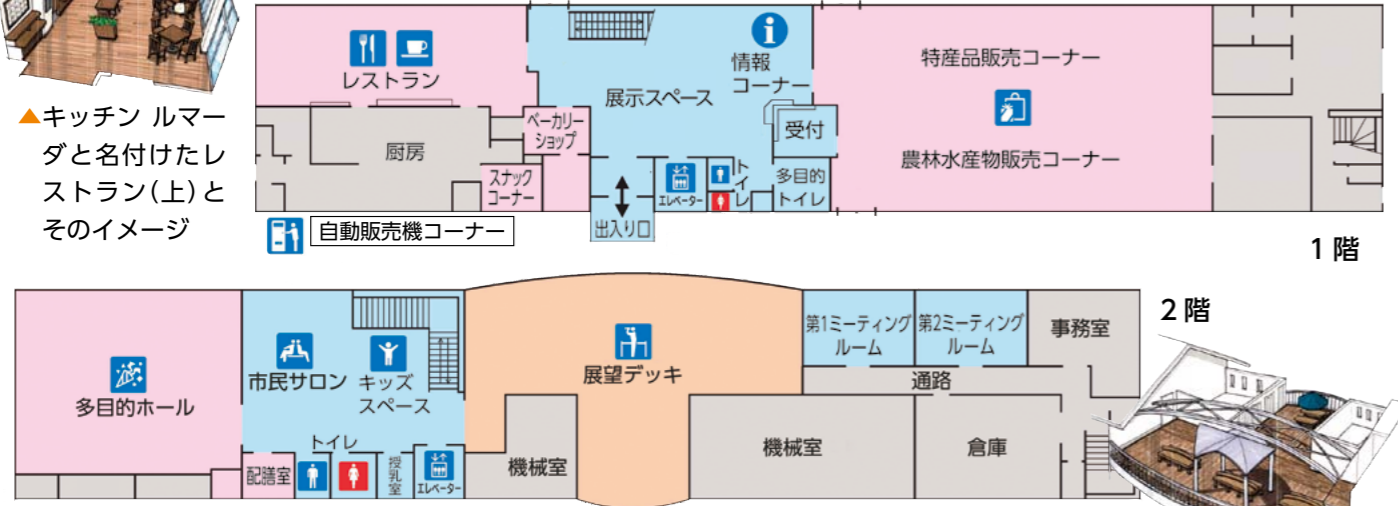 ▲キッチン ルマー
ダと名付けたレ
ストラン(上)と
そのイメージ
レストラン
厨房
ベーカリー
ショップ
スナック
コーナー
自動販売機コーナー
展示スペース
情報
コーナー
受付
エレベーター
トイレ
多目的
トイレ
出入り口
特産品販売コーナー
農林水産物販売コーナー
1階
2階
多目的ホール
市民サロン
キッズ
スペース
トイレ
配膳室
授乳室
エレベーター
展望デッキ
機械室
第1ミーティング
ルーム
第2ミーティング
ルーム
事務室
通路
機械室
倉庫